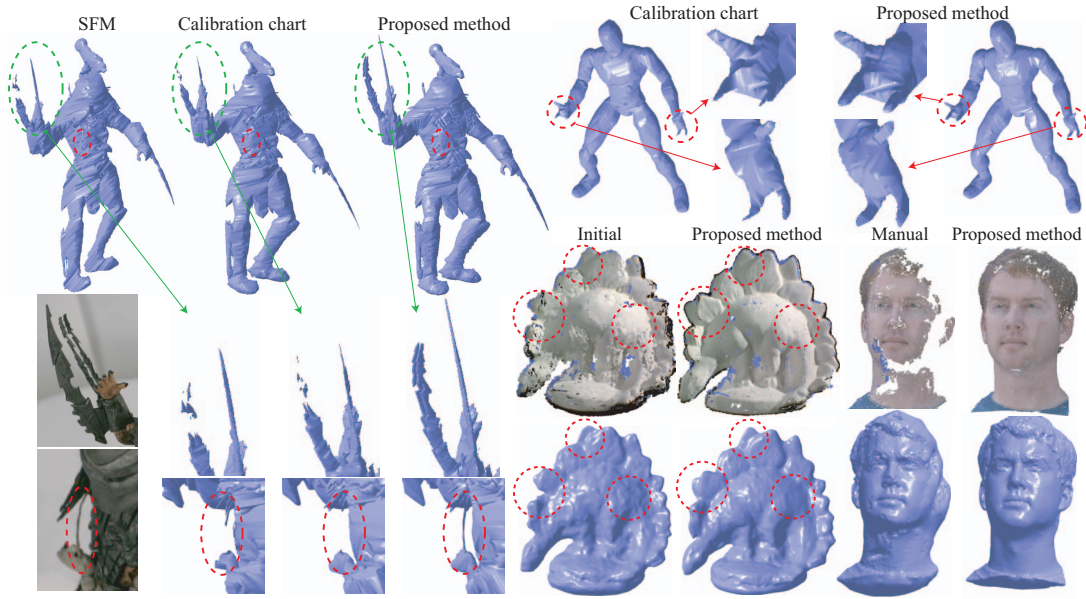 SFM
Calibration chart
Proposed method
Calibration chart
Proposed method
Initial
Proposed method
Manual
Proposed method